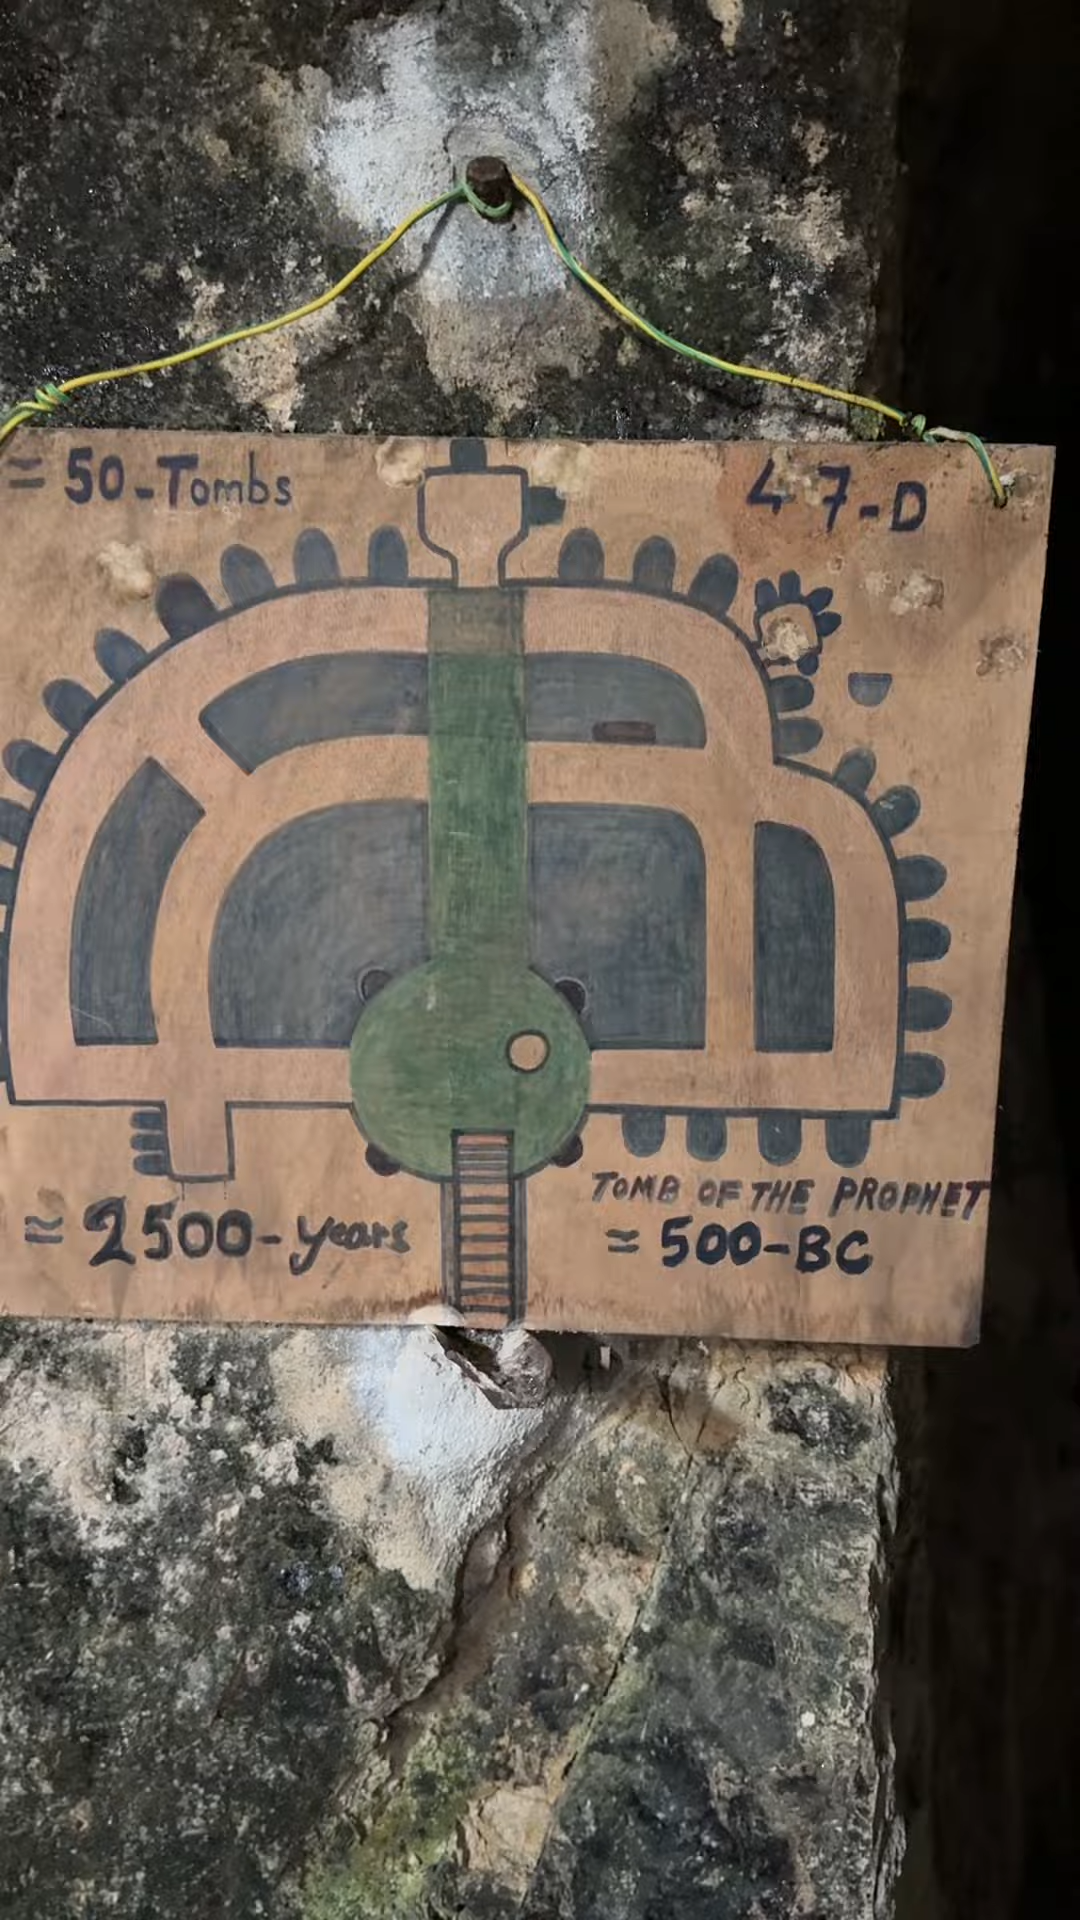 = 50-Tombs
47-D
TOMB OF THE PROPHET
≈ 2500-years
≈ 500-BC